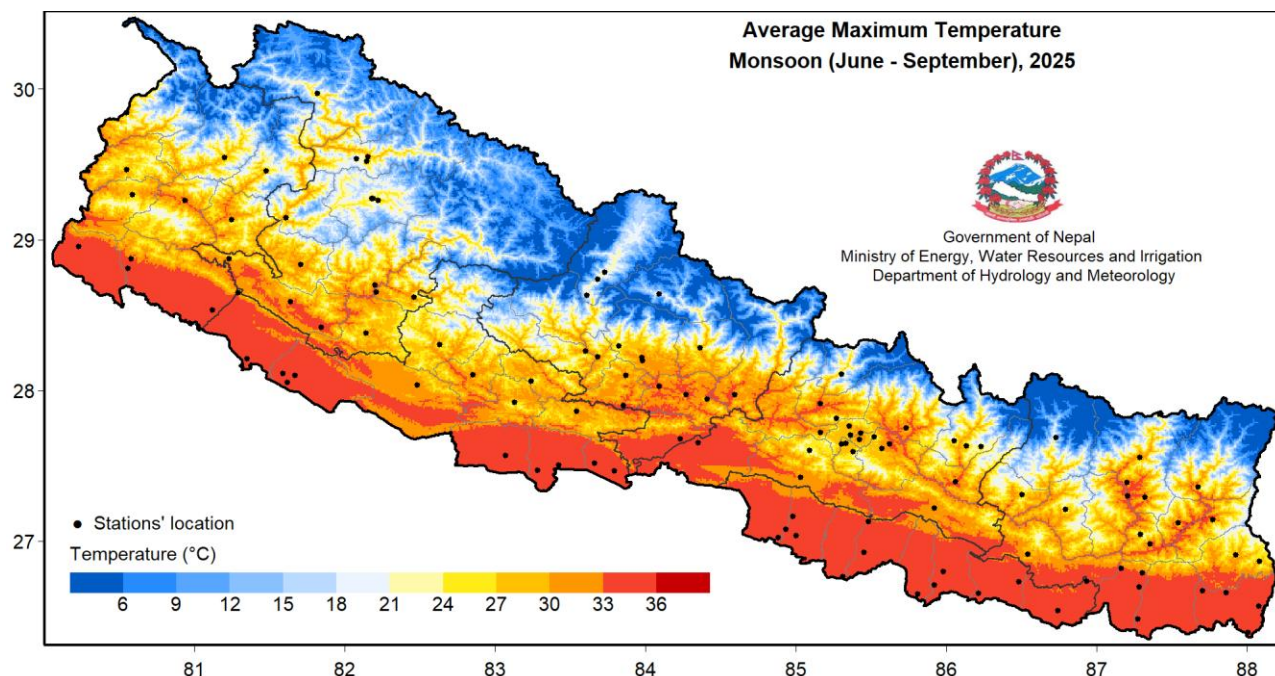 Average Maximum Temperature
Monsoon (June - September), 2025
Government of Nepal
Ministry of Energy, Water Resources and Irrigation
Department of Hydrology and Meteorology
30
29
28
27
Stations' location
Temperature (°C)
6 9 12 15 18 21 24 27 30 33 36
81 82 83 84 85 86 87 88